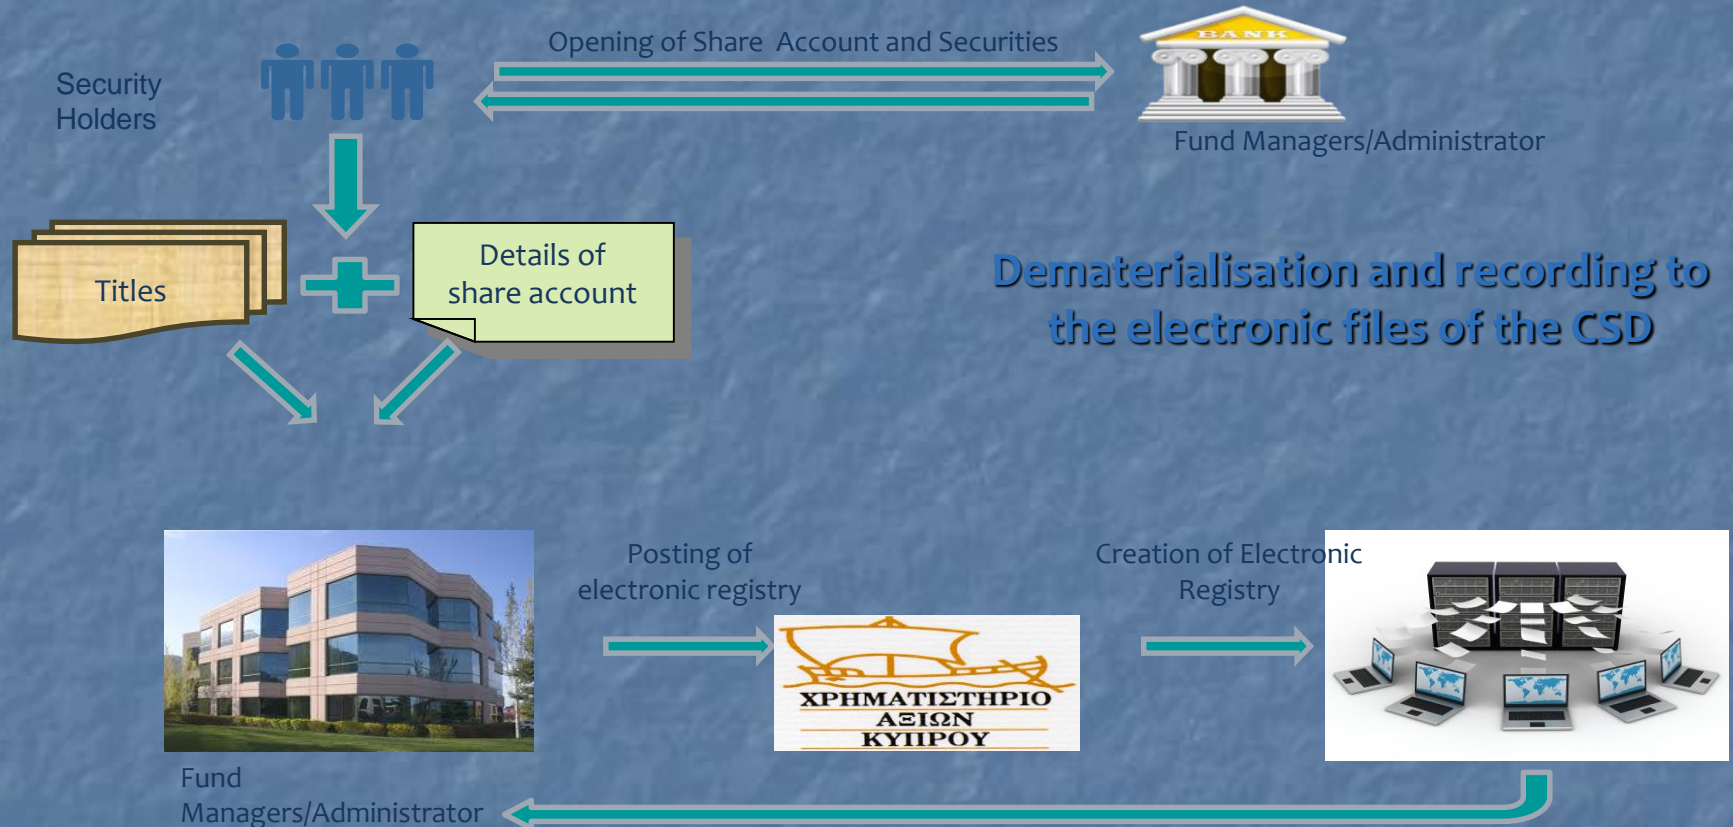 Opening of Share Account and Securities
BANK
Security
Holders
Fund Managers/Administrator
Titles
Details of
share account
Dematerialisation and recording to
the electronic files of the CSD
Posting of
electronic registry
Creation of Electronic
Registry
ΧΡΗΜΑΤΙΣΤΗΡΙΟ
ΑΞΙΩΝ
ΚΥΠΡΟΥ
Fund
Managers/Administrator